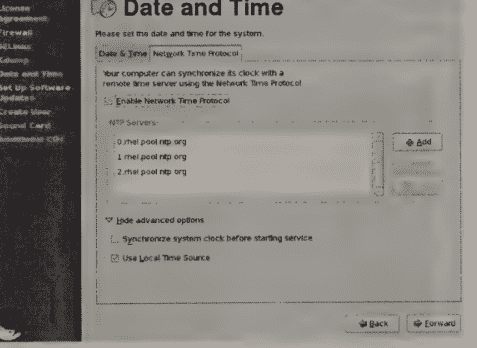 Date and Time
License
Agreement
Firewall
SELinux
Kdump
Date and Time
Set Up Software
Updates
Create User
Sound Card
Additional CDs
Please set the date and time for the system.
Date & Time
Network Time Protocol
Your computer can synchronize its clock with a
remote time server using the Network Time Protocol
Enable Network Time Protocol
NTP Servers
0.rhel.pool.ntp.org
1.rhel.pool.ntp.org
2.rhel.pool.ntp.org
Add
Hide advanced options
Synchronize system clock before starting service
Use Local Time Source
Back
Forward